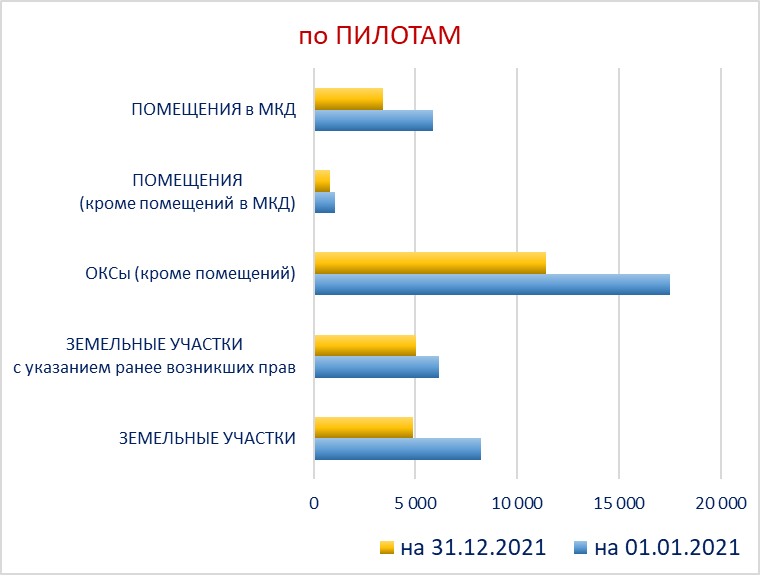 по ПИЛОТАМ
ПОМЕЩЕНИЯ в МКД
ПОМЕЩЕНИЯ
(кроме помещений в МКД)
ОКСы (кроме помещений)
ЗЕМЕЛЬНЫЕ УЧАСТКИ
с указанием ранее возникших прав
ЗЕМЕЛЬНЫЕ УЧАСТКИ
0 5 000 10 000 15 000 20 000
на 31.12.2021 на 01.01.2021